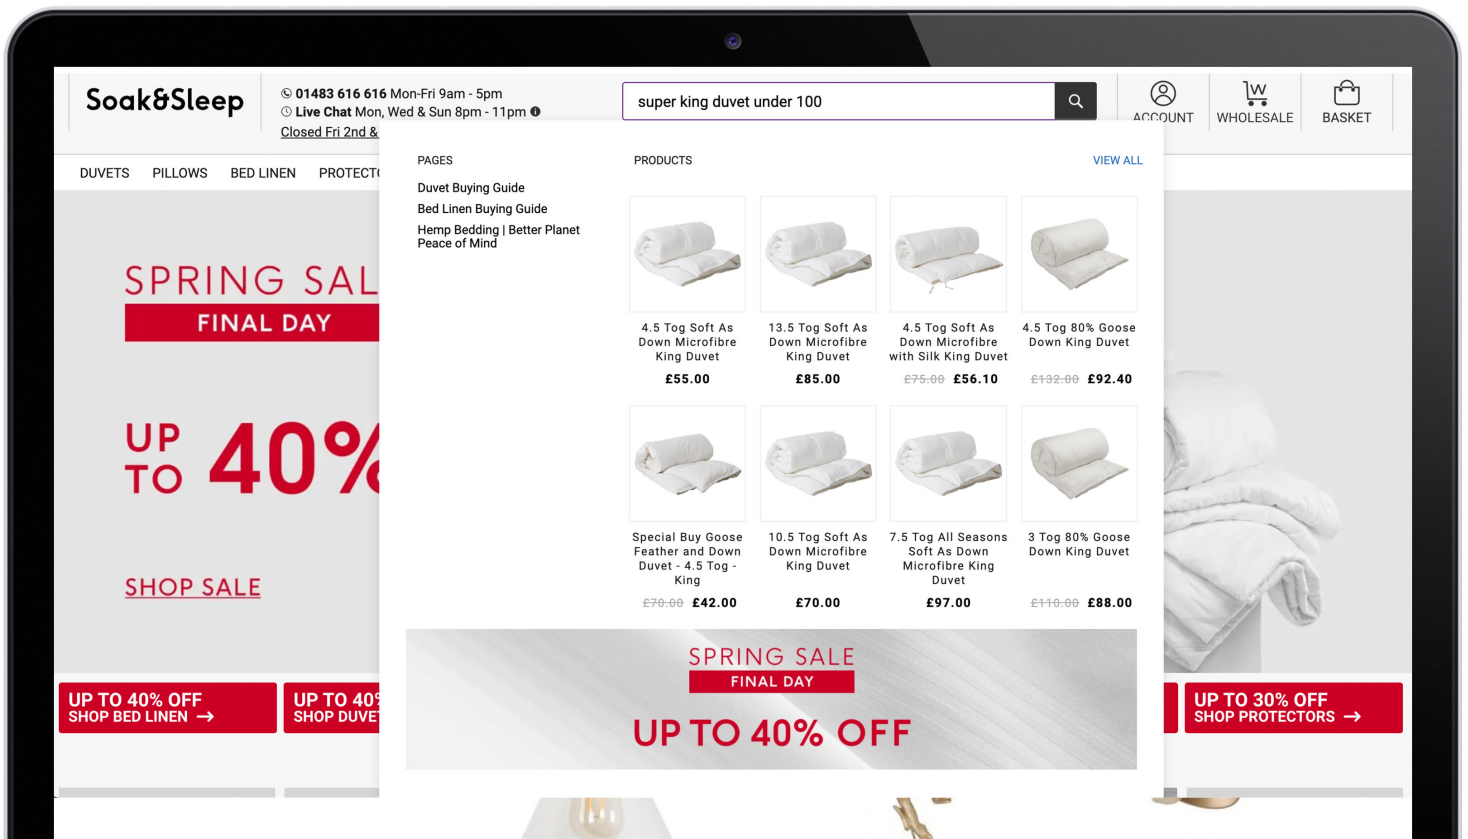 Soak&Sleep
01483 616 616 Mon-Fri 9am - 5pm
Live Chat Mon, Wed & Sun 8pm - 11pm
Closed Fri 2nd &
super king duvet under 100
ACCOUNT
WHOLESALE
BASKET
DUVETS PILLOWS BED LINEN PROTECT
PAGES
Duvet Buying Guide
Bed Linen Buying Guide
Hemp Bedding | Better Planet
Peace of Mind
PRODUCTS
VIEW ALL
4.5 Tog Soft As
Down Microfibre
King Duvet
£55.00
13.5 Tog Soft As
Down Microfibre
King Duvet
£85.00
4.5 Tog Soft As
Down Microfibre
with Silk King Duvet
£75.00 £56.10
4.5 Tog 80% Goose
Down King Duvet
£132.00 £92.40
Special Buy Goose
Feather and Down
Duvet - 4.5 Tog -
King
£70.00 £42.00
10.5 Tog Soft As
Down Microfibre
King Duvet
£70.00
7.5 Tog All Seasons
Soft As Down
Microfibre King
Duvet
£97.00
3 Tog 80% Goose
Down King Duvet
£110.00 £88.00
SPRING SALE
FINAL DAY
UP TO 40% OFF
SPRING SAL
FINAL DAY
UP
TO 40%
SHOP SALE
UP TO 40% OFF
SHOP BED LINEN →
UP TO 40%
SHOP DUVE
UP TO 30% OFF
SHOP PROTECTORS →